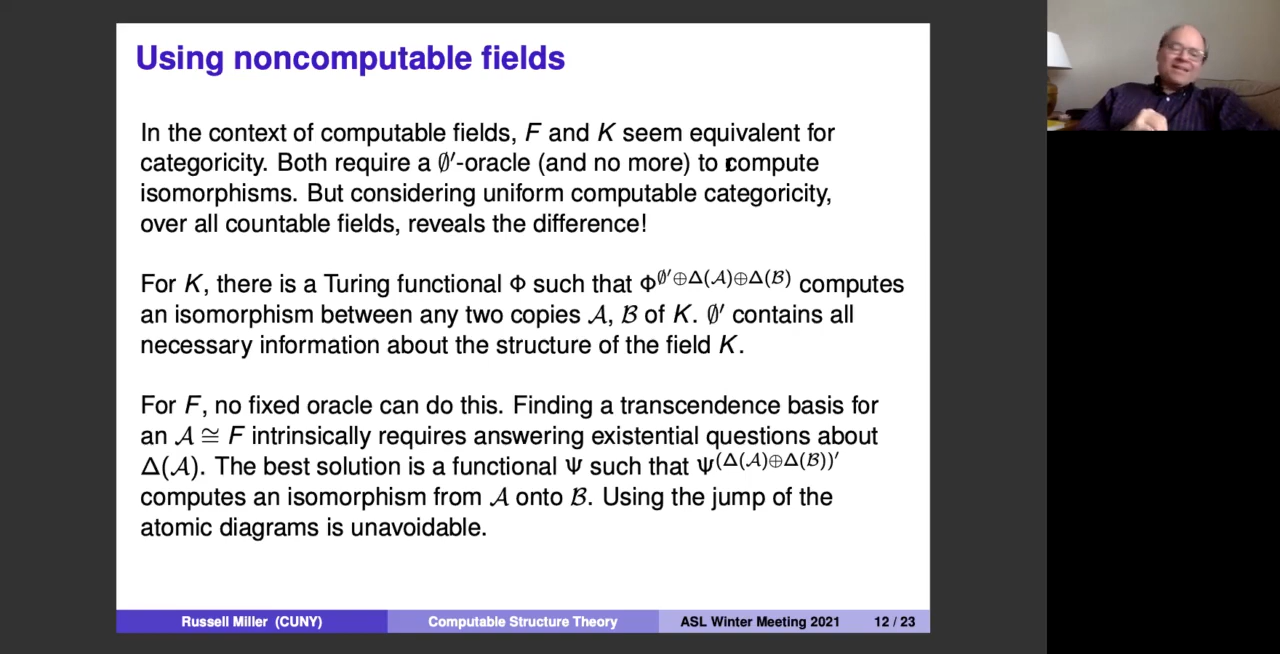 Using noncomputable fields
In the context of computable fields, F and K seem equivalent for
categoricity. Both require a ∅′-oracle (and no more) to compute
isomorphisms. But considering uniform computable categoricity,
over all countable fields, reveals the difference!
For K, there is a Turing functional Φ such that Φ^{∅′⊕Δ(𝒜)⊕Δ(ℬ)} computes
an isomorphism between any two copies 𝒜, ℬ of K. ∅′ contains all
necessary information about the structure of the field K.
For F, no fixed oracle can do this. Finding a transcendence basis for
an 𝒜 ≅ F intrinsically requires answering existential questions about
Δ(𝒜). The best solution is a functional Ψ such that Ψ^{(Δ(𝒜)⊕Δ(ℬ))′}
computes an isomorphism from 𝒜 onto ℬ. Using the jump of the
atomic diagrams is unavoidable.
Russell Miller (CUNY) Computable Structure Theory ASL Winter Meeting 2021 12 / 23